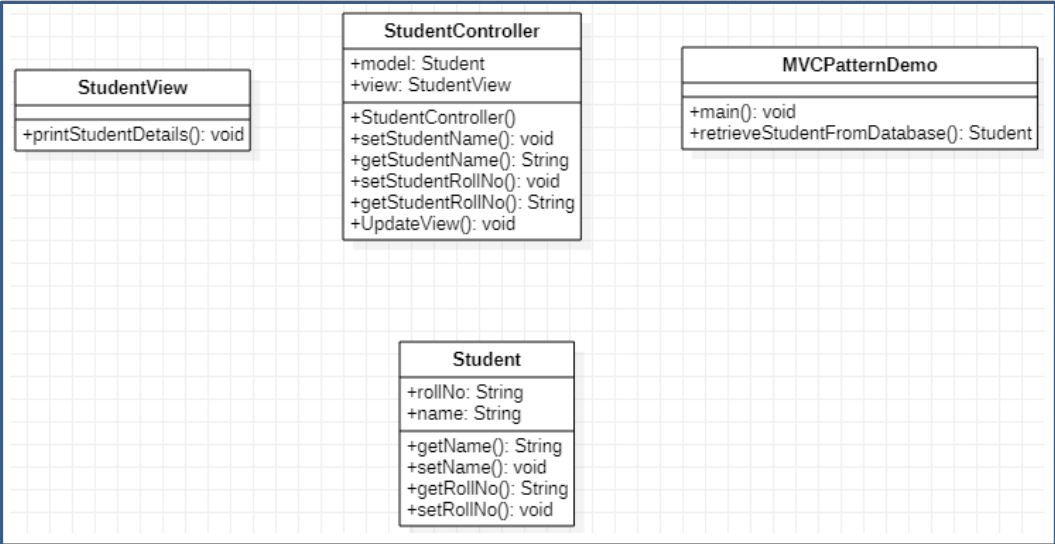 StudentView
+printStudentDetails(): void
StudentController
+model: Student
+view: StudentView
+StudentController()
+setStudentName(): void
+getStudentName(): String
+setStudentRollNo(): void
+getStudentRollNo(): String
+UpdateView(): void
MVCPatternDemo
+main(): void
+retrieveStudentFromDatabase(): Student
Student
+rollNo: String
+name: String
+getName(): String
+setName(): void
+getRollNo(): String
+setRollNo(): void